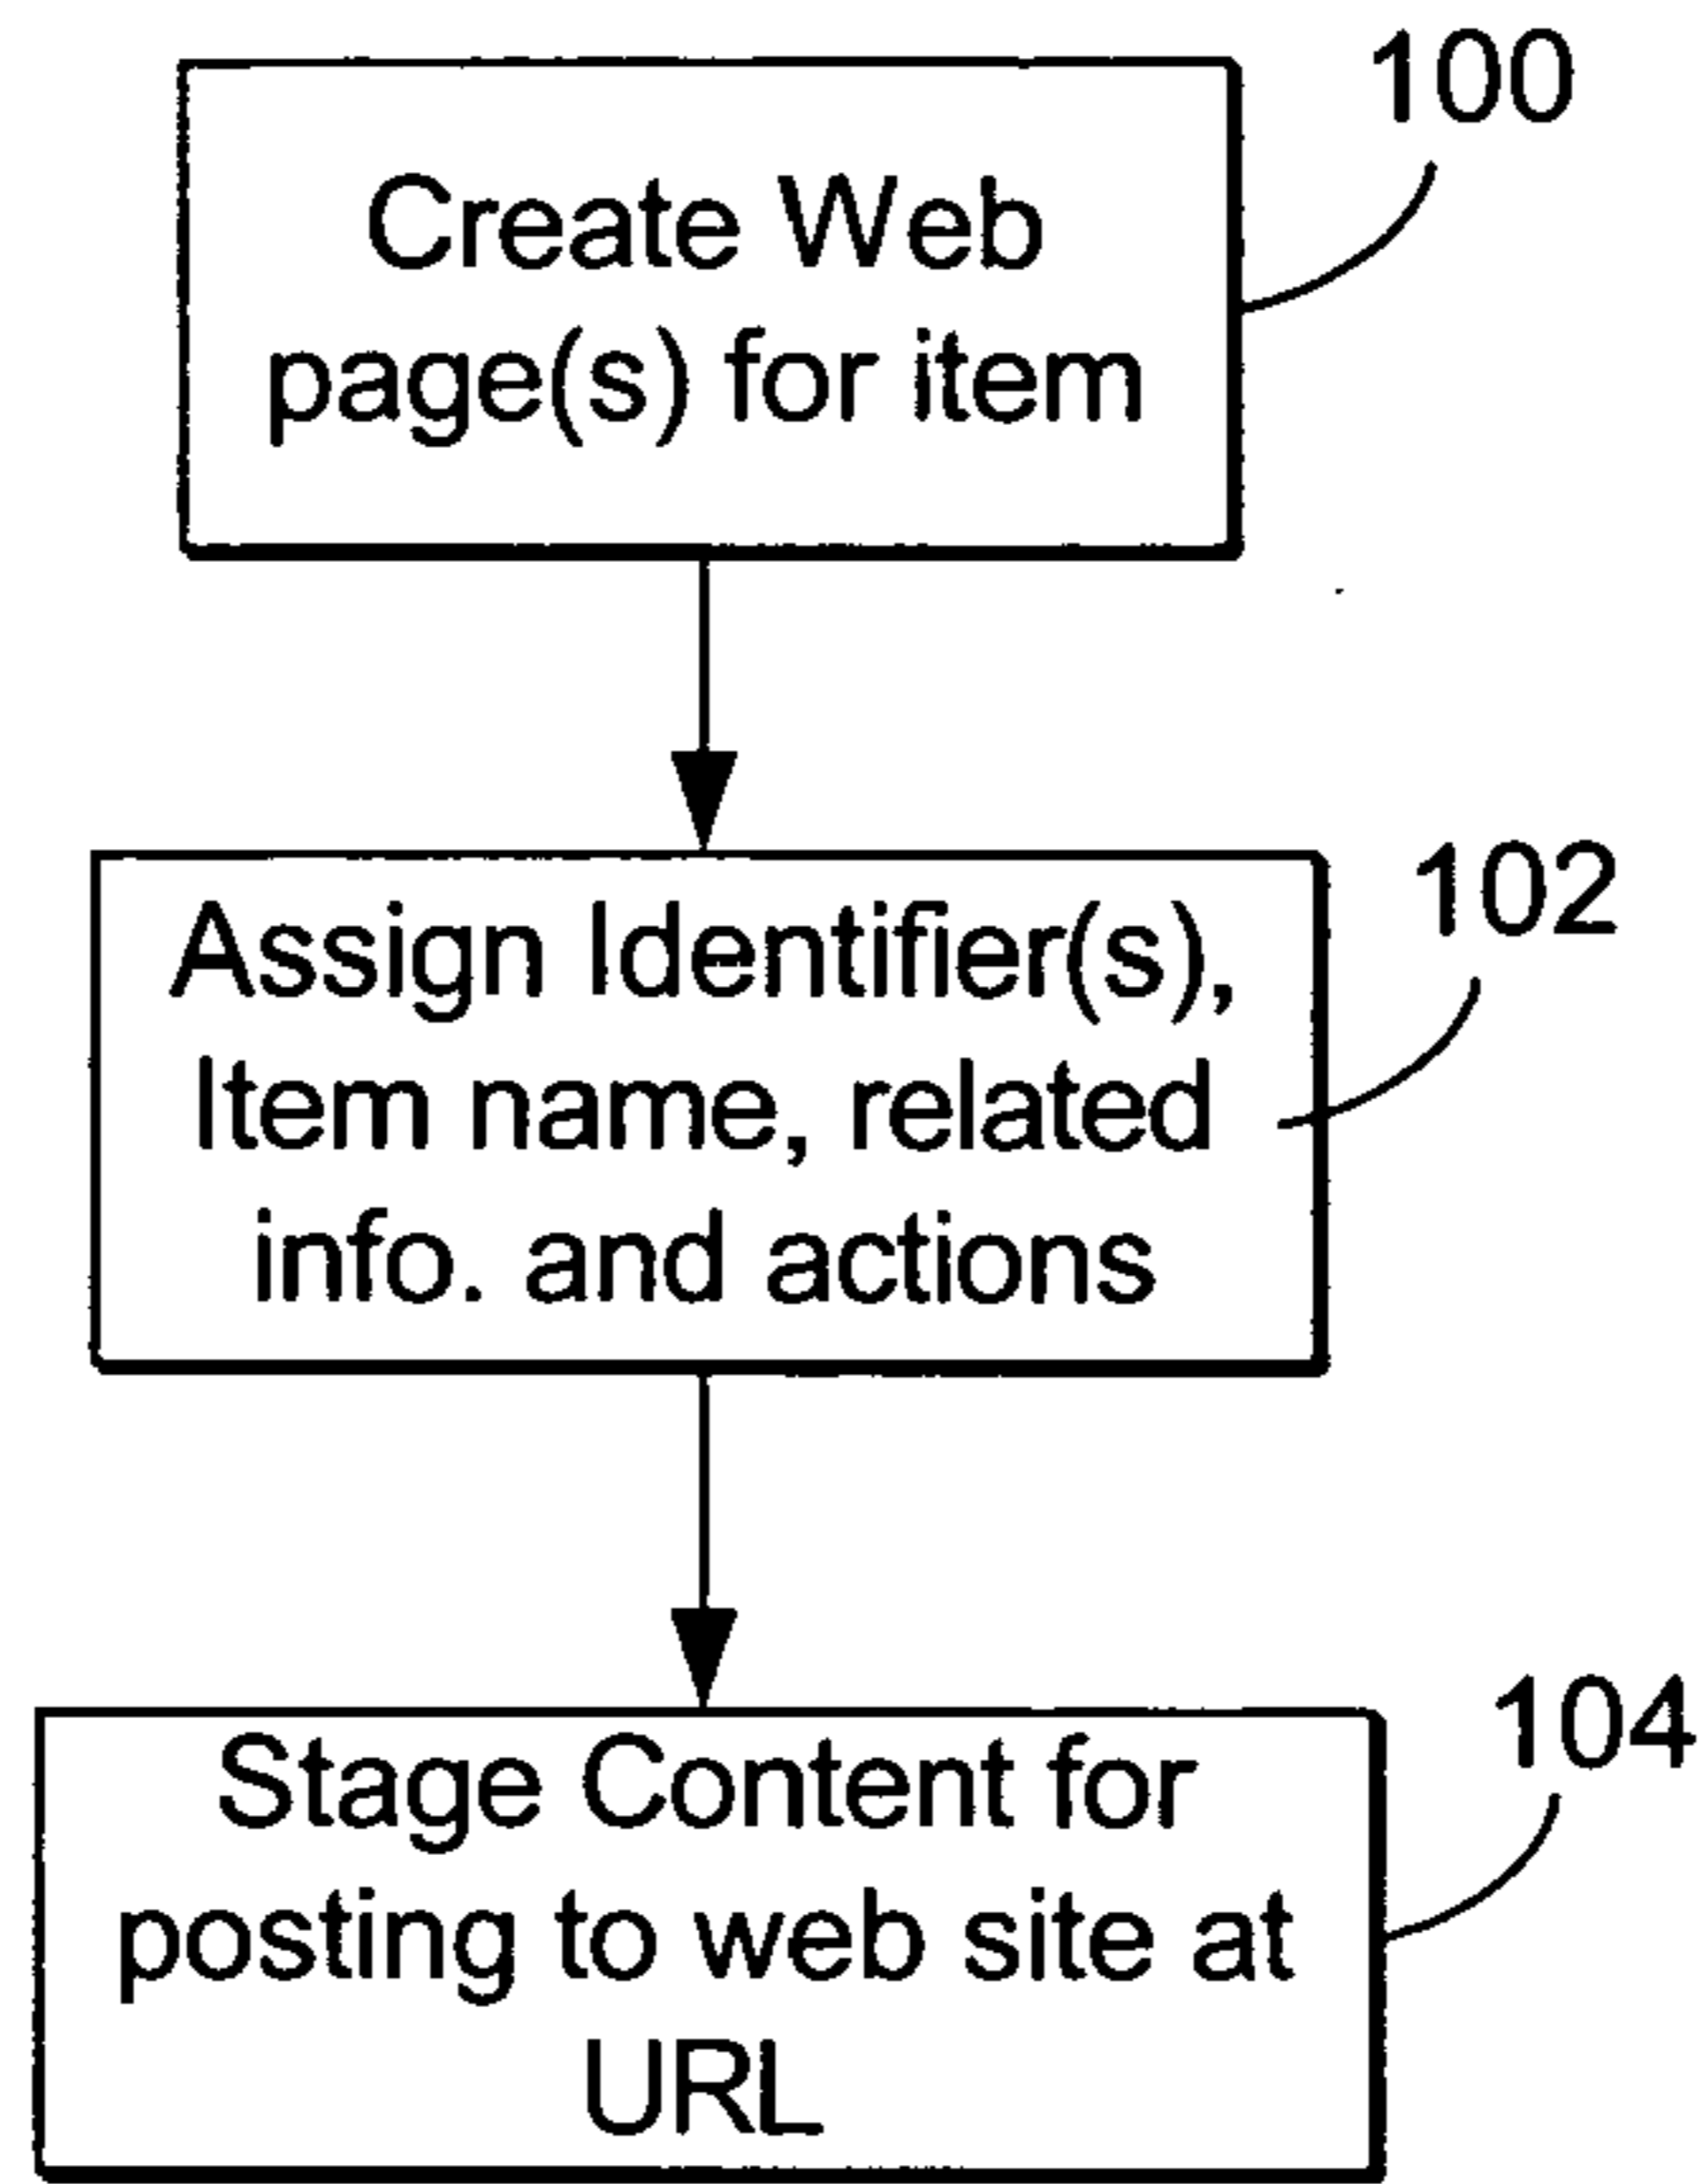 100
Create Web
page(s) for item
102
Assign Identifier(s),
Item name, related
info. and actions
104
Stage Content for
posting to web site at
URL